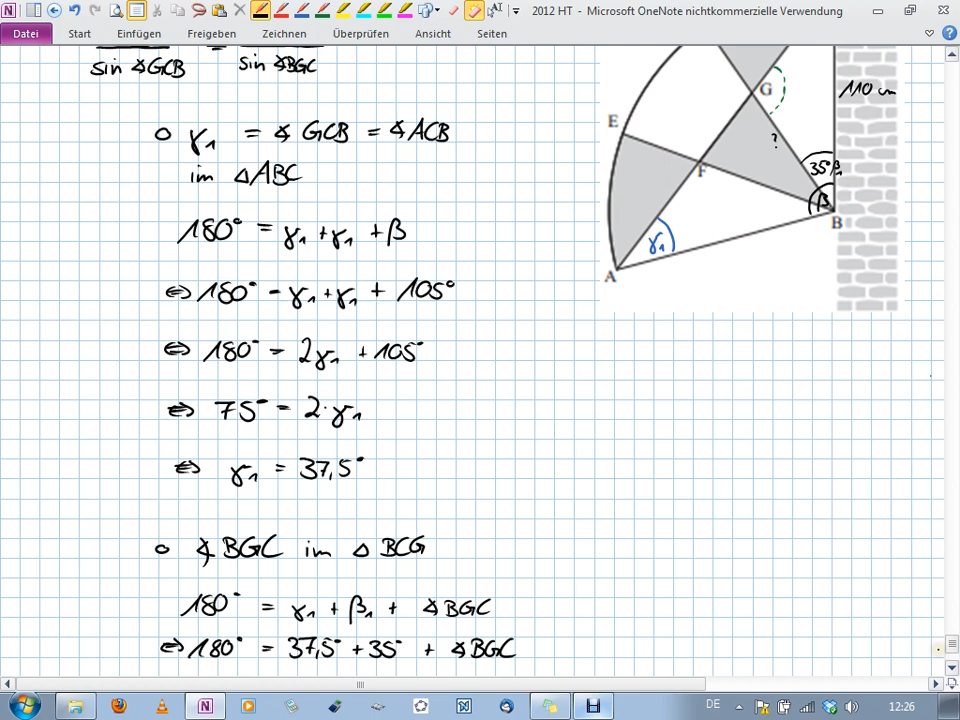 2012 HT - Microsoft OneNote nichtkommerzielle Verwendung
Datei Start Einfügen Freigeben Zeichnen Überprüfen Ansicht Seiten
sin ∢GCB = sin ∢BGC
110 cm
G
E
?
35° β₁
F
β
B
γ₁
A
o γ₁ = ∢ GCB = ∢ ACB
im △ABC
180° = γ₁ + γ₁ + β
⇔ 180° = γ₁ + γ₁ + 105°
⇔ 180° = 2γ₁ + 105°
⇔ 75° = 2·γ₁
⇔ γ₁ = 37,5°
o ∢BGC im △ BCG
180° = γ₁ + β₁ + ∢BGC
⇔ 180° = 37,5° + 35° + ∢BGC
DE 12:26